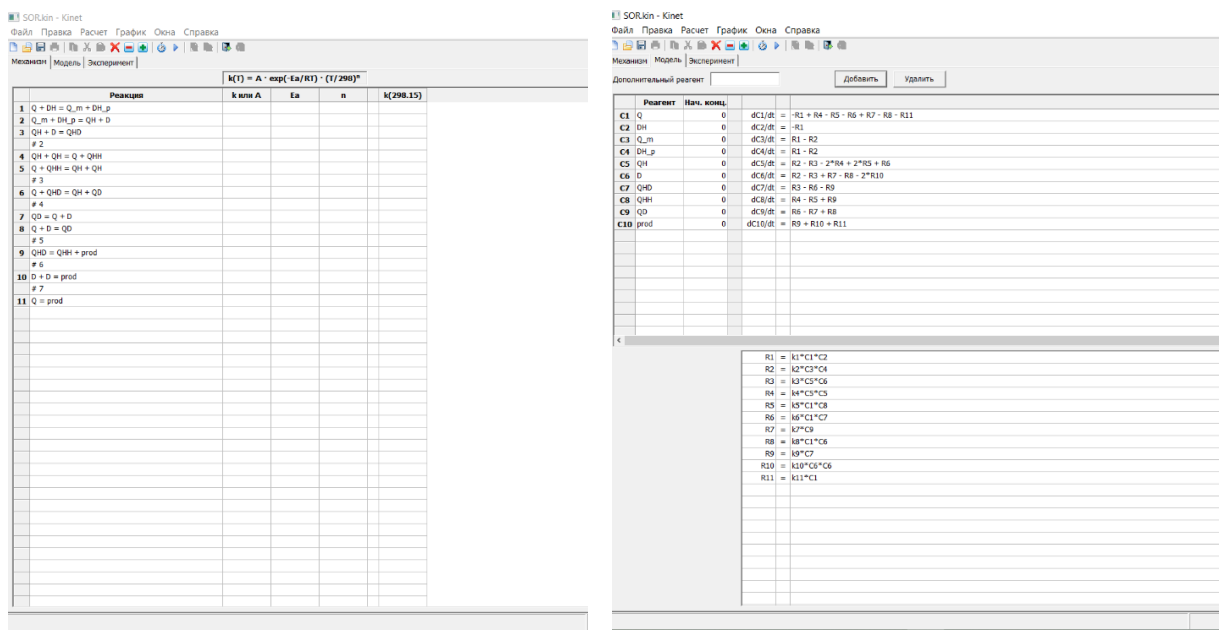 SOR.kin - Kinet
Файл Правка Расчет График Окна Справка
Механизм Модель Эксперимент
k(T) = A · exp(-Ea/RT) · (T/298)ⁿ
Реакция k или A Ea n k(298.15)
1 Q + DH = Q_m + DH_p
2 Q_m + DH_p = QH + D
3 QH + D = QHD
# 2
4 QH + QH = Q + QHH
5 Q + QHH = QH + QH
# 3
6 Q + QHD = QH + QD
# 4
7 QD = Q + D
8 Q + D = QD
# 5
9 QHD = QHH + prod
# 6
10 D + D = prod
# 7
11 Q = prod
SOR.kin - Kinet
Файл Правка Расчет График Окна Справка
Механизм Модель Эксперимент
Дополнительный реагент Добавить Удалить
Реагент Нач. конц.
C1 Q 0 dC1/dt = -R1 + R4 - R5 - R6 + R7 - R8 - R11
C2 DH 0 dC2/dt = -R1
C3 Q_m 0 dC3/dt = R1 - R2
C4 DH_p 0 dC4/dt = R1 - R2
C5 QH 0 dC5/dt = R2 - R3 - 2*R4 + 2*R5 + R6
C6 D 0 dC6/dt = R2 - R3 + R7 - R8 - 2*R10
C7 QHD 0 dC7/dt = R3 - R6 - R9
C8 QHH 0 dC8/dt = R4 - R5 + R9
C9 QD 0 dC9/dt = R6 - R7 + R8
C10 prod 0 dC10/dt = R9 + R10 + R11
R1 = k1*C1*C2
R2 = k2*C3*C4
R3 = k3*C5*C6
R4 = k4*C5*C5
R5 = k5*C1*C8
R6 = k6*C1*C7
R7 = k7*C9
R8 = k8*C1*C6
R9 = k9*C7
R10 = k10*C6*C6
R11 = k11*C1